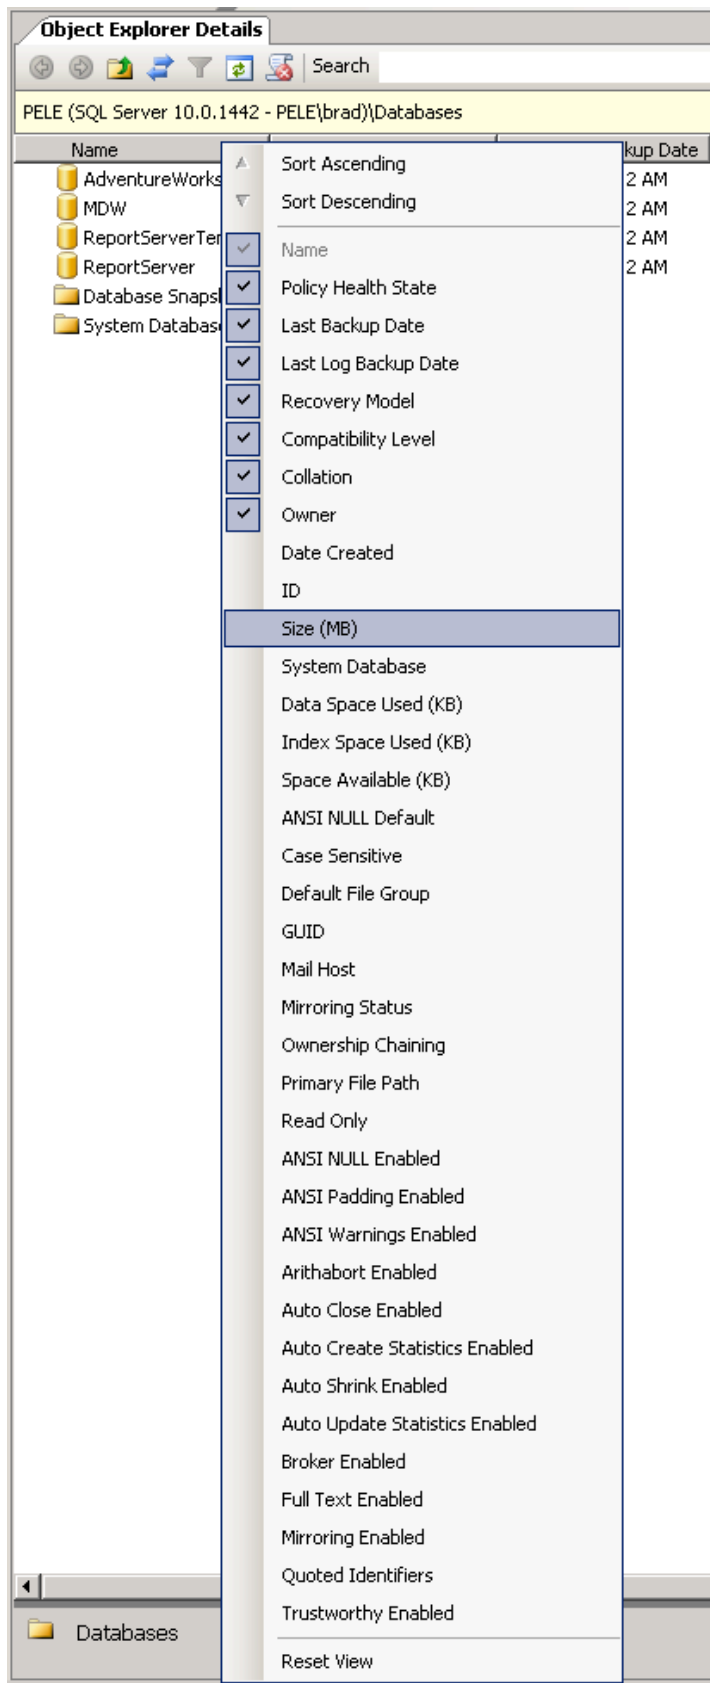 Object Explorer Details
Search
PELE (SQL Server 10.0.1442 - PELE\brad)\Databases
Name
kup Date
AdventureWorks
2 AM
MDW
2 AM
ReportServerTer
2 AM
ReportServer
2 AM
Database Snaps
System Databas
Sort Ascending
Sort Descending
Name
Policy Health State
Last Backup Date
Last Log Backup Date
Recovery Model
Compatibility Level
Collation
Owner
Date Created
ID
Size (MB)
System Database
Data Space Used (KB)
Index Space Used (KB)
Space Available (KB)
ANSI NULL Default
Case Sensitive
Default File Group
GUID
Mail Host
Mirroring Status
Ownership Chaining
Primary File Path
Read Only
ANSI NULL Enabled
ANSI Padding Enabled
ANSI Warnings Enabled
Arithabort Enabled
Auto Close Enabled
Auto Create Statistics Enabled
Auto Shrink Enabled
Auto Update Statistics Enabled
Broker Enabled
Full Text Enabled
Mirroring Enabled
Quoted Identifiers
Trustworthy Enabled
Reset View
Databases